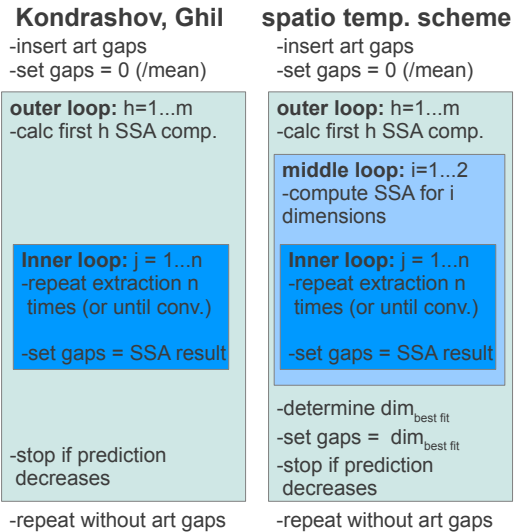 Kondrashov, Ghil
-insert art gaps
-set gaps = 0 (/mean)
outer loop: h=1...m
-calc first h SSA comp.
Inner loop: j = 1...n
-repeat extraction n
times (or until conv.)
-set gaps = SSA result
-stop if prediction
decreases
-repeat without art gaps
spatio temp. scheme
-insert art gaps
-set gaps = 0 (/mean)
outer loop: h=1...m
-calc first h SSA comp.
middle loop: i=1...2
-compute SSA for i
dimensions
Inner loop: j = 1...n
-repeat extraction n
times (or until conv.)
-set gaps = SSA result
-determine dim best fit
-set gaps = dim best fit
-stop if prediction
decreases
-repeat without art gaps